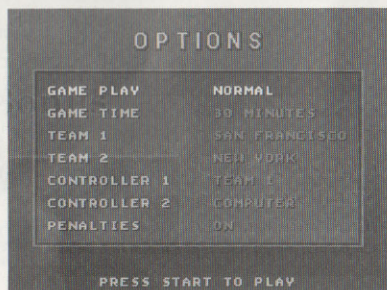 OPTIONS
GAME PLAY NORMAL
GAME TIME 30 MINUTES
TEAM 1 SAN FRANCISCO
TEAM 2 NEW YORK
CONTROLLER 1 TEAM 1
CONTROLLER 2 COMPUTER
PENALTIES ON
PRESS START TO PLAY